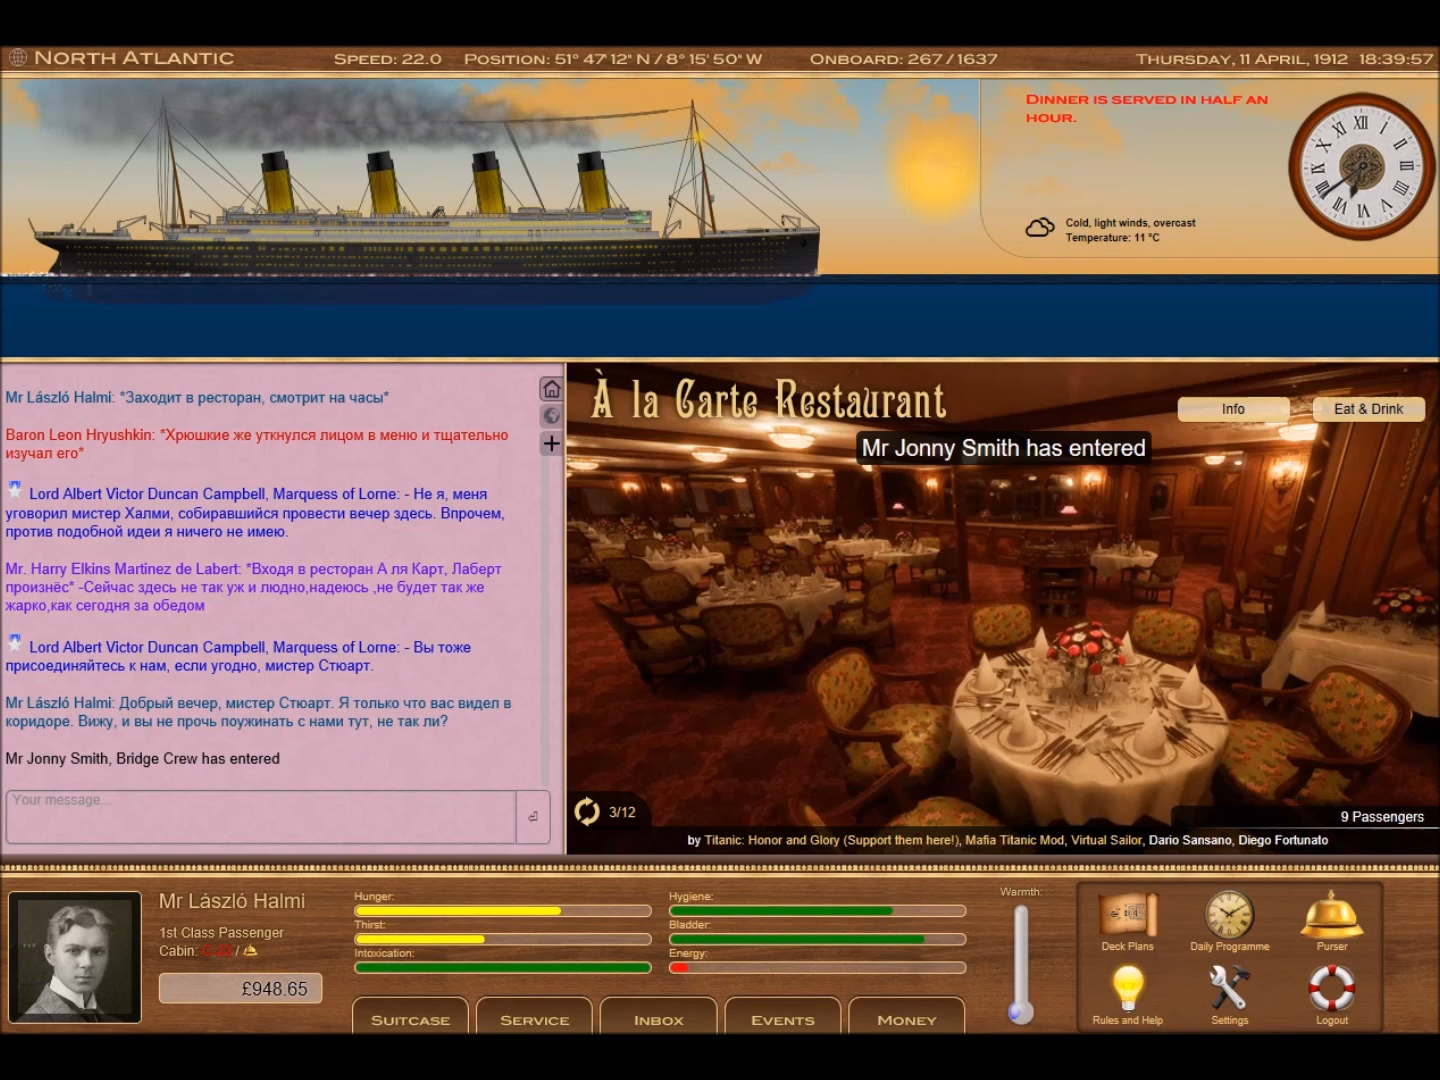 North Atlantic
Speed: 22.0
Position: 51° 47' 12" N / 8° 15' 50" W
Onboard: 267 / 1637
Thursday, 11 April, 1912 18:39:57
Dinner is served in half an
hour.
XII
I
II
III
IV
V
VI
VII
VIII
IX
X
XI
Cold, light winds, overcast
Temperature: 11 °C
Mr László Halmi: *Заходит в ресторан, смотрит на часы*
Baron Leon Hryushkin: *Хрюшкие же уткнулся лицом в меню и тщательно
изучал его*
Lord Albert Victor Duncan Campbell, Marquess of Lorne: - Не я, меня
уговорил мистер Халми, собиравшийся провести вечер здесь. Впрочем,
против подобной идеи я ничего не имею.
Mr. Harry Elkins Martinez de Labert: *Входя в ресторан А ля Карт, Лаберт
произнёс* -Сейчас здесь не так уж и людно,надеюсь ,не будет так же
жарко,как сегодня за обедом
Lord Albert Victor Duncan Campbell, Marquess of Lorne: - Вы тоже
присоединяйтесь к нам, если угодно, мистер Стюарт.
Mr László Halmi: Добрый вечер, мистер Стюарт. Я только что вас видел в
коридоре. Вижу, и вы не прочь поужинать с нами тут, не так ли?
Mr Jonny Smith, Bridge Crew has entered
Your message...
À la Carte Restaurant
Info
Eat & Drink
Mr Jonny Smith has entered
3/12
9 Passengers
by Titanic: Honor and Glory (Support them here!), Mafia Titanic Mod, Virtual Sailor, Dario Sansano, Diego Fortunato
Mr László Halmi
1st Class Passenger
Cabin: /
£948.65
Hunger:
Thirst:
Intoxication:
Hygiene:
Bladder:
Energy:
Warmth:
Suitcase
Service
Inbox
Events
Money
Deck Plans
Daily Programme
Purser
Rules and Help
Settings
Logout